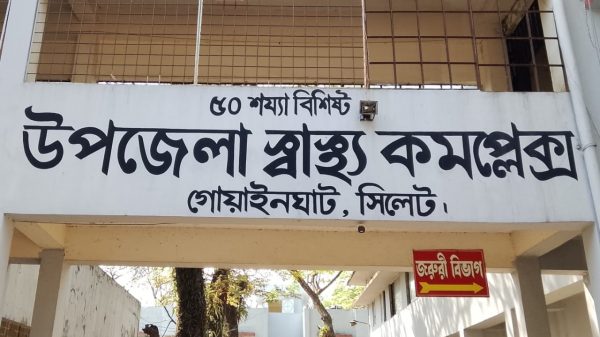 ৫০ শয্যা বিশিষ্ট
উপজেলা স্বাস্থ্য কমপ্লেক্স
গোয়াইনঘাট, সিলেট।
জরুরী বিভাগ